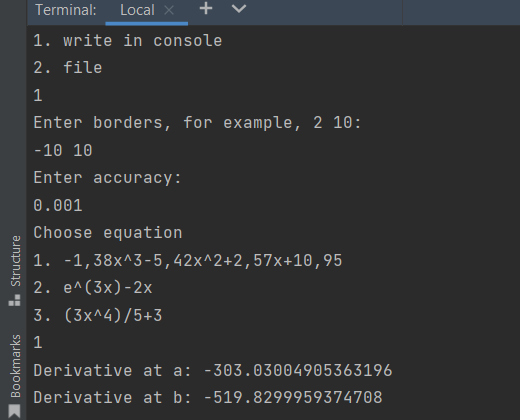 Terminal: Local × +
1. write in console
2. file
1
Enter borders, for example, 2 10:
-10 10
Enter accuracy:
0.001
Choose equation
1. -1,38x^3-5,42x^2+2,57x+10,95
2. e^(3x)-2x
3. (3x^4)/5+3
1
Derivative at a: -303.03004905363196
Derivative at b: -519.8299959374708
Structure
Bookmarks